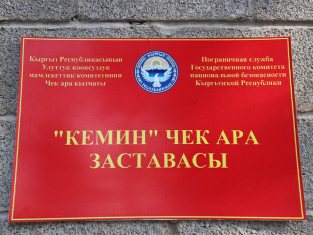 Кыргыз Республикасынын
Улуттук коопсуздук
мамлекеттик комитетинин
Чек ара кызматы
Пограничная служба
Государственного комитета
национальной безопасности
Кыргызской Республики
"КЕМИН" ЧЕК АРА
ЗАСТАВАСЫ